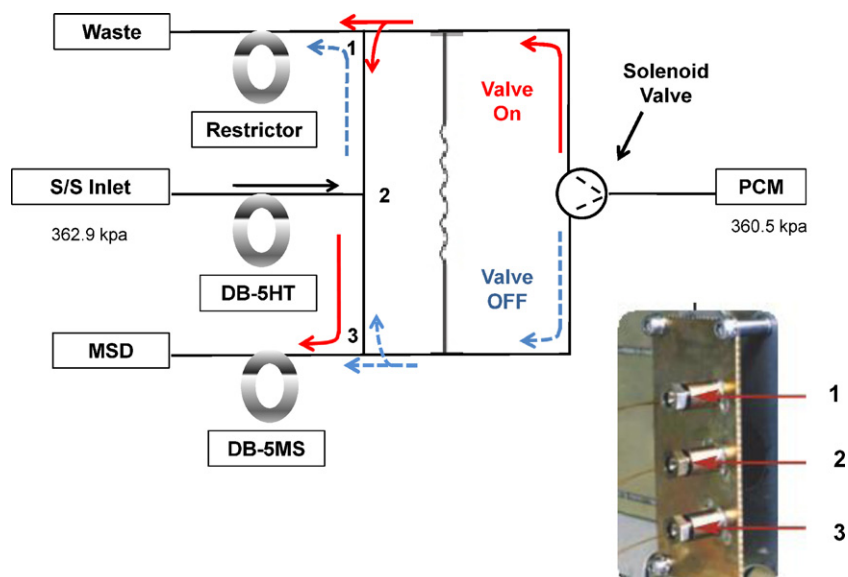 Waste
1
Restrictor
Valve
On
Solenoid
Valve
S/S Inlet
2
PCM
362.9 kpa
360.5 kpa
DB-5HT
Valve
OFF
3
MSD
DB-5MS
1
2
3